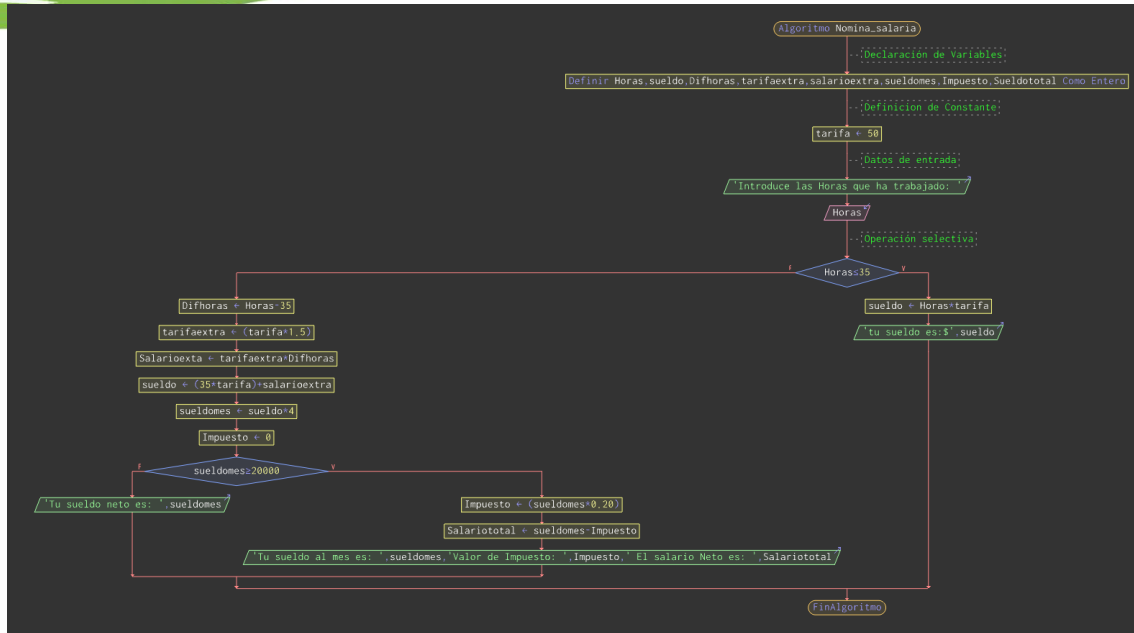 Algoritmo Nomina_salaria
Declaración de Variables
Definir Horas,sueldo,Difhoras,tarifaextra,salarioextra,sueldomes,Impuesto,Sueldototal Como Entero
Definicion de Constante
tarifa ← 50
Datos de entrada
'Introduce las Horas que ha trabajado: '
Horas
Operación selectiva
F
Horas≤35
V
Difhoras ← Horas-35
sueldo ← Horas*tarifa
tarifaextra ← (tarifa*1.5)
'tu sueldo es:$',sueldo
Salarioexta ← tarifaextra*Difhoras
sueldo ← (35*tarifa)+salarioextra
sueldomes ← sueldo*4
Impuesto ← 0
F
sueldomes≥20000
V
'Tu sueldo neto es: ',sueldomes
Impuesto ← (sueldomes*0.20)
Salariototal ← sueldomes-Impuesto
'Tu sueldo al mes es: ',sueldomes,'Valor de Impuesto: ',Impuesto,' El salario Neto es: ',Salariototal
FinAlgoritmo